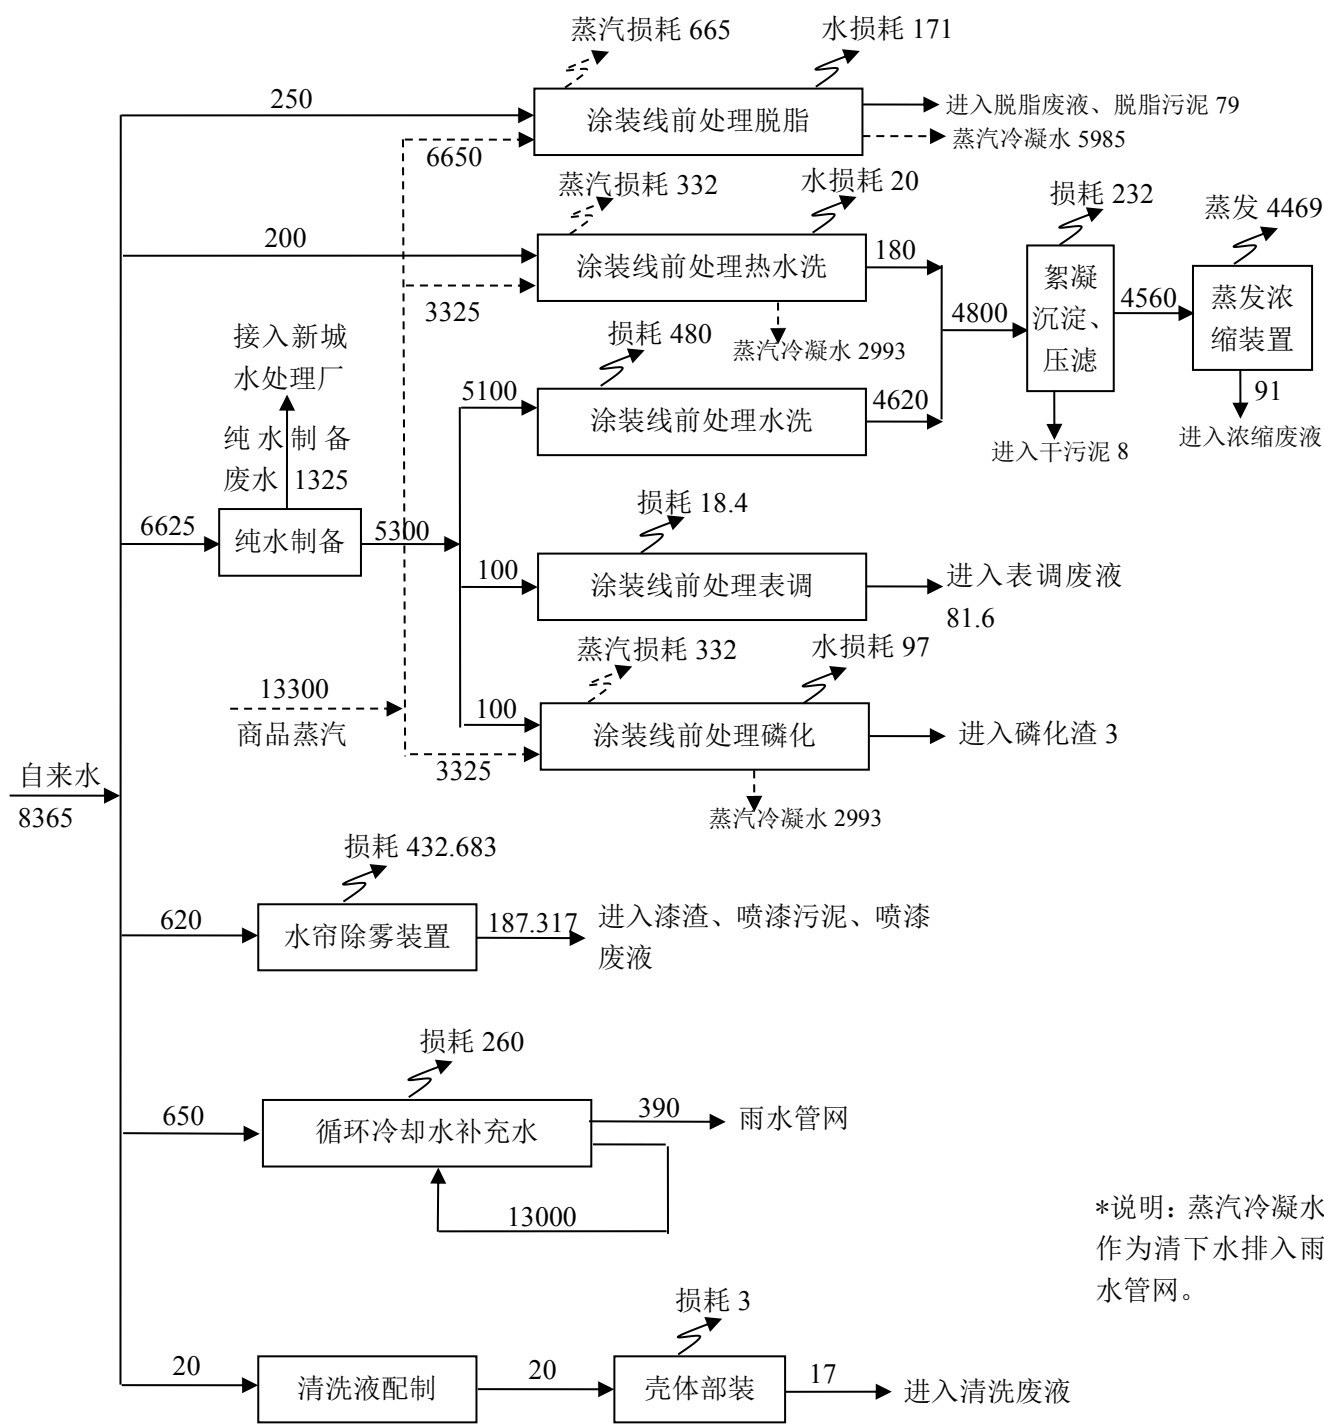 蒸汽损耗 665
水损耗 171
250
涂装线前处理脱脂
进入脱脂废液、脱脂污泥 79
蒸汽冷凝水 5985
6650
蒸汽损耗 332
水损耗 20
损耗 232
蒸发 4469
200
涂装线前处理热水洗
180
3325
蒸汽冷凝水 2993
4800
絮凝
沉淀、
压滤
4560
蒸发浓
缩装置
接入新城
水处理厂
损耗 480
5100
涂装线前处理水洗
4620
91
进入干污泥 8
进入浓缩废液
纯水制备
废水
1325
损耗 18.4
6625
纯水制备
5300
100
涂装线前处理表调
进入表调废液
81.6
蒸汽损耗 332
水损耗 97
13300
商品蒸汽
100
涂装线前处理磷化
进入磷化渣 3
3325
蒸汽冷凝水 2993
自来水
8365
损耗 432.683
620
水帘除雾装置
187.317
进入漆渣、喷漆污泥、喷漆
废液
损耗 260
650
循环冷却水补充水
390
雨水管网
13000
*说明：蒸汽冷凝水
作为清下水排入雨
水管网。
损耗 3
20
清洗液配制
20
壳体部装
17
进入清洗废液